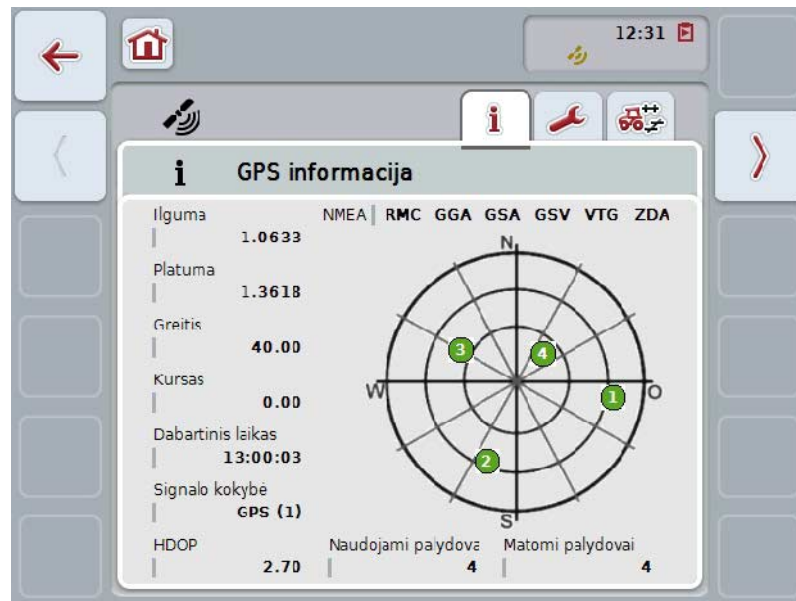 12:31
i
i GPS informacija
Ilguma
1.0633
Platuma
1.3618
Greitis
40.00
Kursas
0.00
Dabartinis laikas
13:00:03
Signalo kokybė
GPS (1)
HDOP
2.70
NMEA RMC GGA GSA GSV VTG ZDA
N
3
4
W
1
O
2
S
Naudojami palydova
4
Matomi palydovai
4